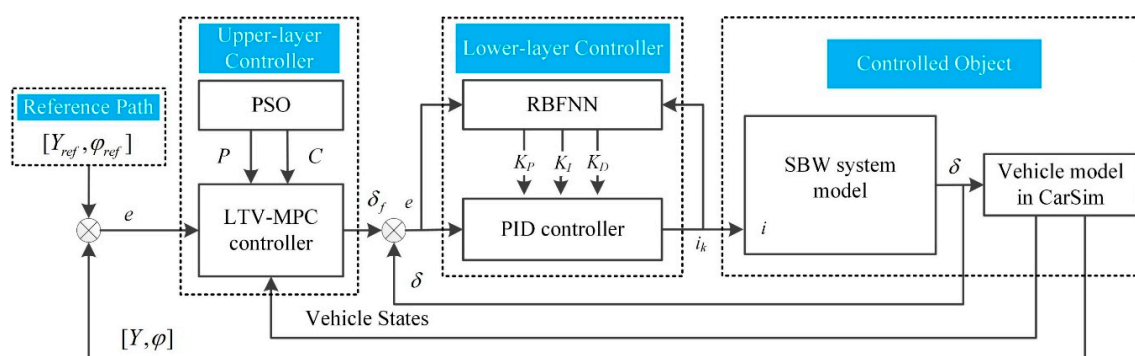 Upper-layer
Controller
Lower-layer Controller
Controlled Object
Reference Path
[Y_ref, φ_ref]
PSO
P
C
RBFNN
K_P
K_I
K_D
SBW system
model
Vehicle model
in CarSim
e
LTV-MPC
controller
δ_f
e
PID controller
i_k
i
δ
δ
Vehicle States
[Y, φ]